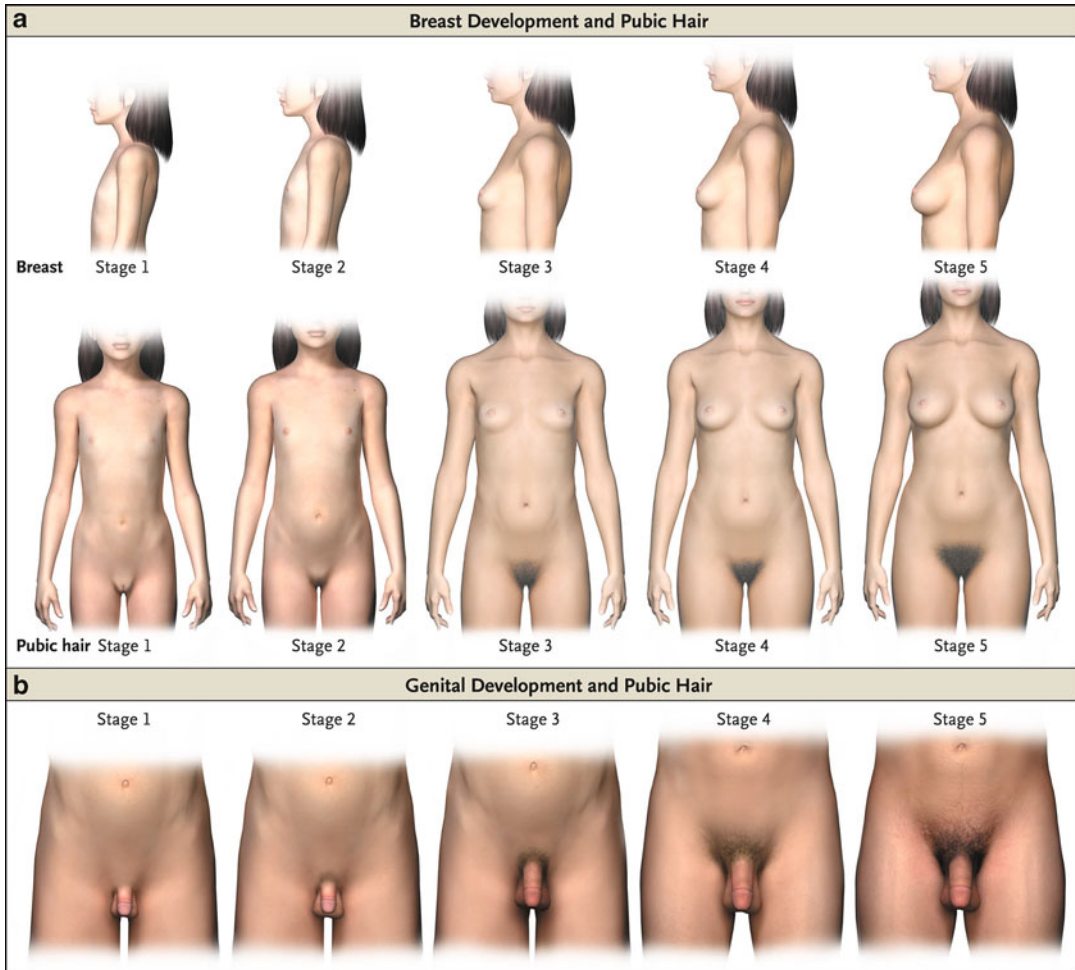 a
Breast Development and Pubic Hair
Breast Stage 1 Stage 2 Stage 3 Stage 4 Stage 5
Pubic hair Stage 1 Stage 2 Stage 3 Stage 4 Stage 5
b
Genital Development and Pubic Hair
Stage 1 Stage 2 Stage 3 Stage 4 Stage 5